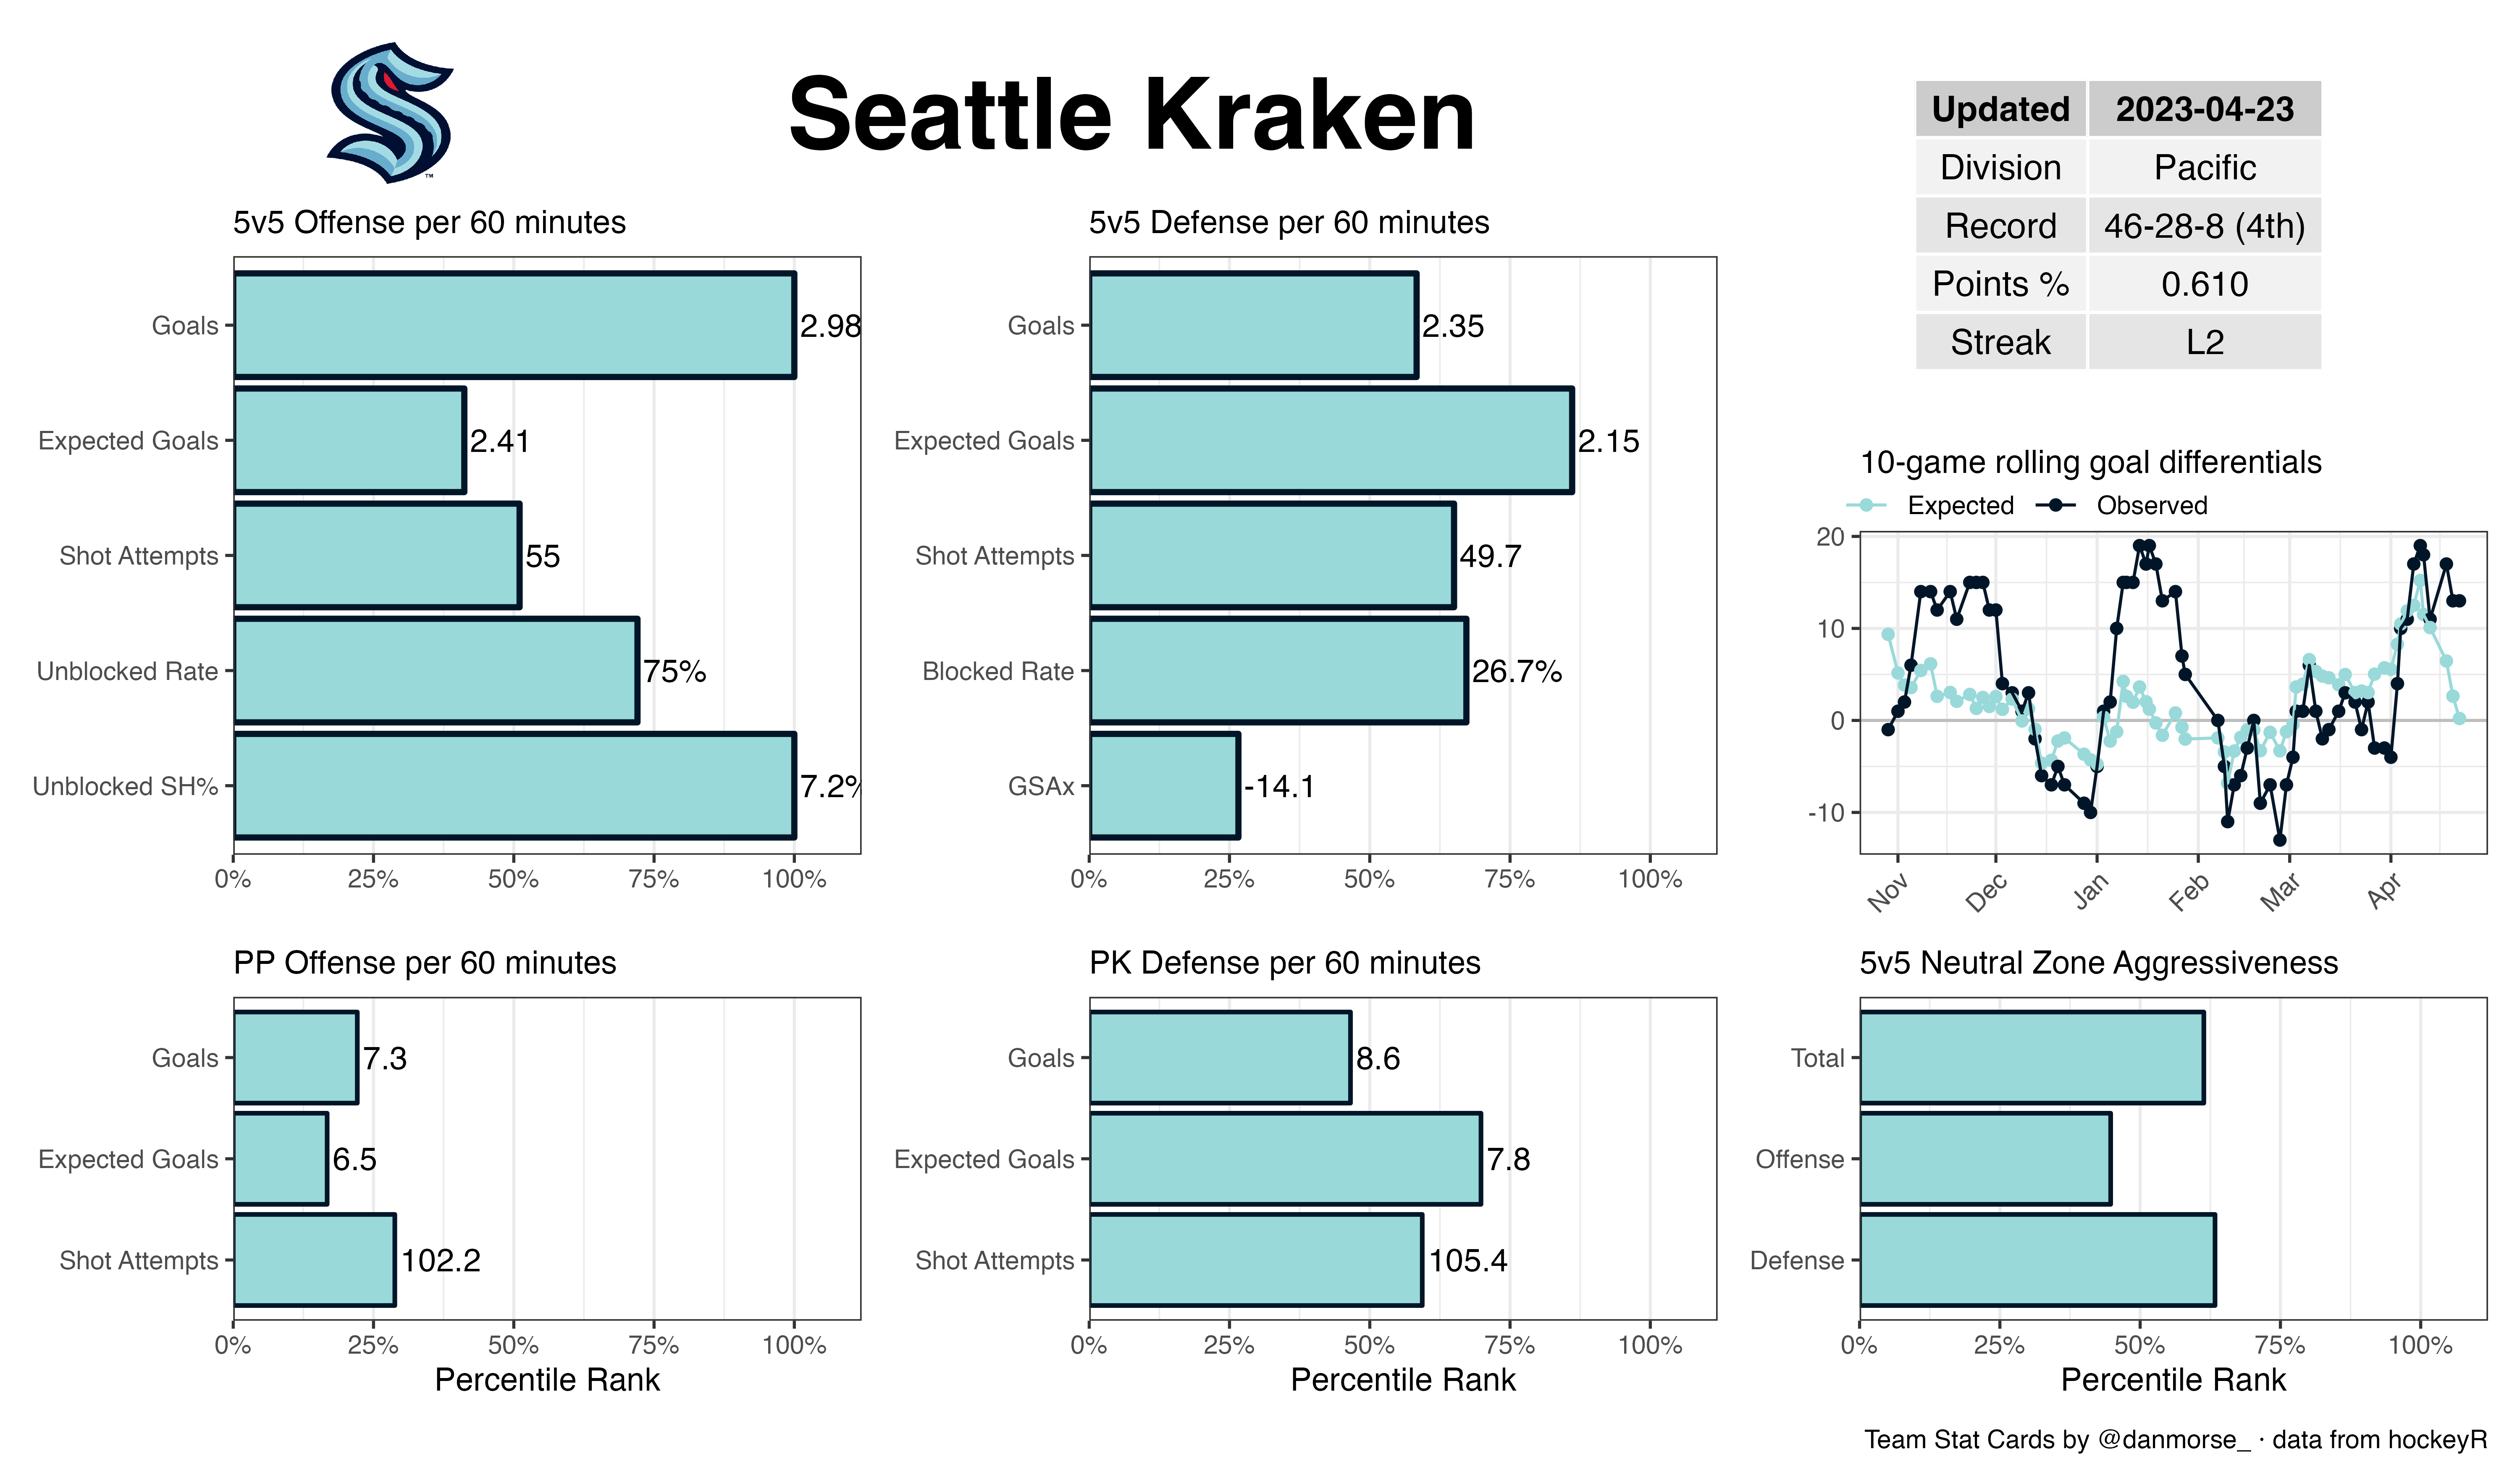 Seattle Kraken
TM
Updated 2023-04-23
Division Pacific
Record 46-28-8 (4th)
Points % 0.610
Streak L2
5v5 Offense per 60 minutes
Goals 2.98
Expected Goals 2.41
Shot Attempts 55
Unblocked Rate 75%
Unblocked SH% 7.2%
0% 25% 50% 75% 100%
5v5 Defense per 60 minutes
Goals 2.35
Expected Goals 2.15
Shot Attempts 49.7
Blocked Rate 26.7%
GSAx -14.1
0% 25% 50% 75% 100%
10-game rolling goal differentials
Expected Observed
20
10
0
-10
Nov Dec Jan Feb Mar Apr
PP Offense per 60 minutes
Goals 7.3
Expected Goals 6.5
Shot Attempts 102.2
0% 25% 50% 75% 100%
Percentile Rank
PK Defense per 60 minutes
Goals 8.6
Expected Goals 7.8
Shot Attempts 105.4
0% 25% 50% 75% 100%
Percentile Rank
5v5 Neutral Zone Aggressiveness
Total
Offense
Defense
0% 25% 50% 75% 100%
Percentile Rank
Team Stat Cards by @danmorse_ · data from hockeyR